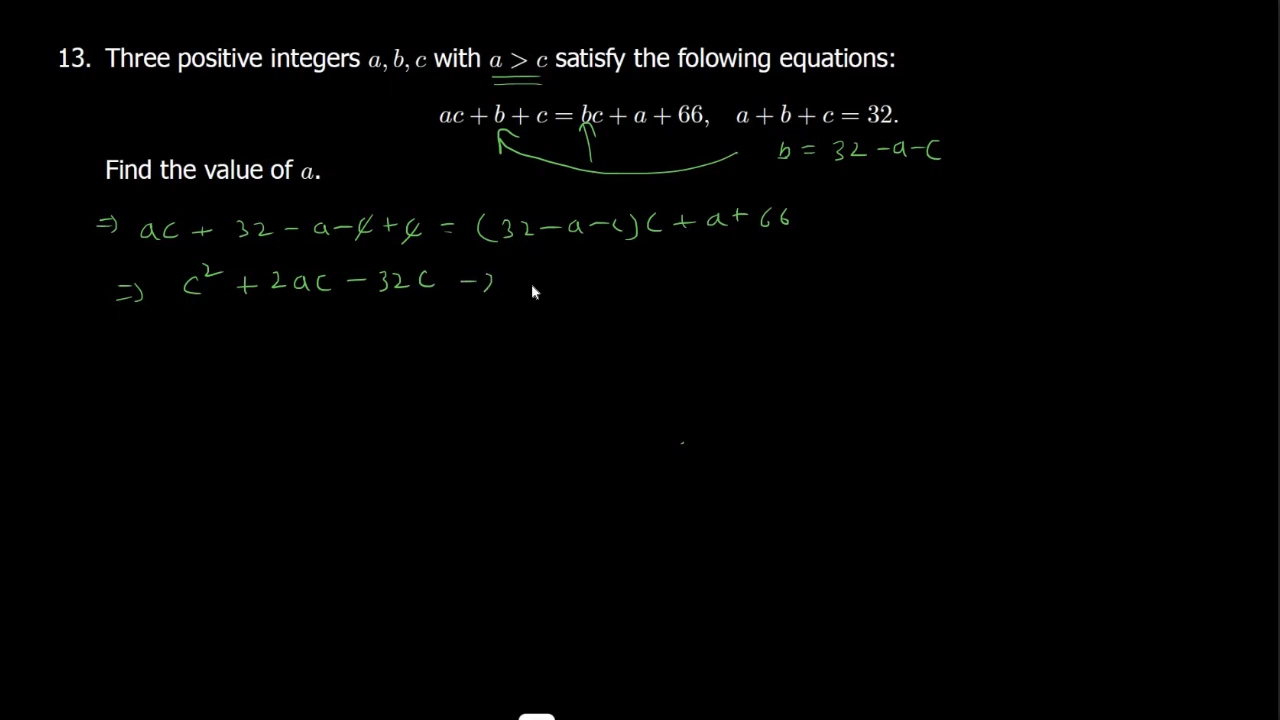 13. Three positive integers a, b, c with a > c satisfy the folowing equations:
ac + b + c = bc + a + 66, a + b + c = 32.
b = 32 - a - c
Find the value of a.
⇒ ac + 32 - a - c + c = (32 - a - c)c + a + 66
⇒ c² + 2ac - 32c -